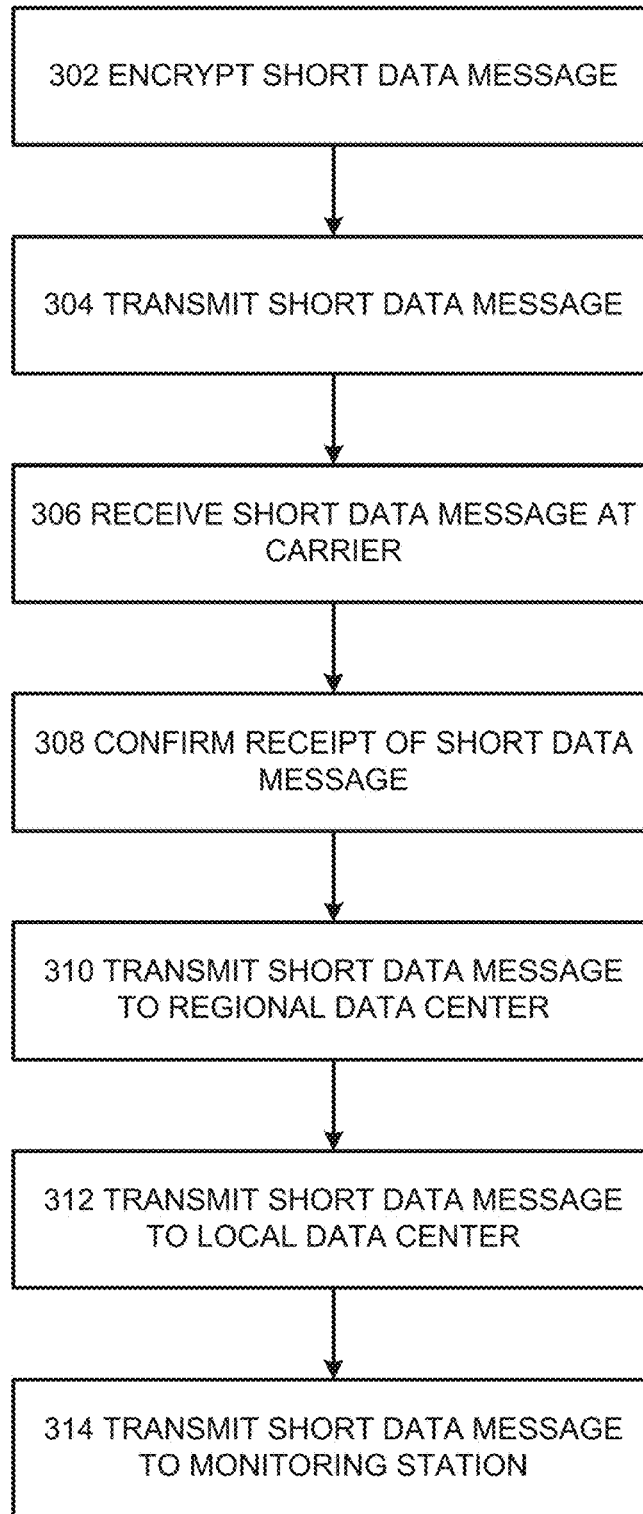 302 ENCRYPT SHORT DATA MESSAGE
304 TRANSMIT SHORT DATA MESSAGE
306 RECEIVE SHORT DATA MESSAGE AT
CARRIER
308 CONFIRM RECEIPT OF SHORT DATA
MESSAGE
310 TRANSMIT SHORT DATA MESSAGE
TO REGIONAL DATA CENTER
312 TRANSMIT SHORT DATA MESSAGE
TO LOCAL DATA CENTER
314 TRANSMIT SHORT DATA MESSAGE
TO MONITORING STATION